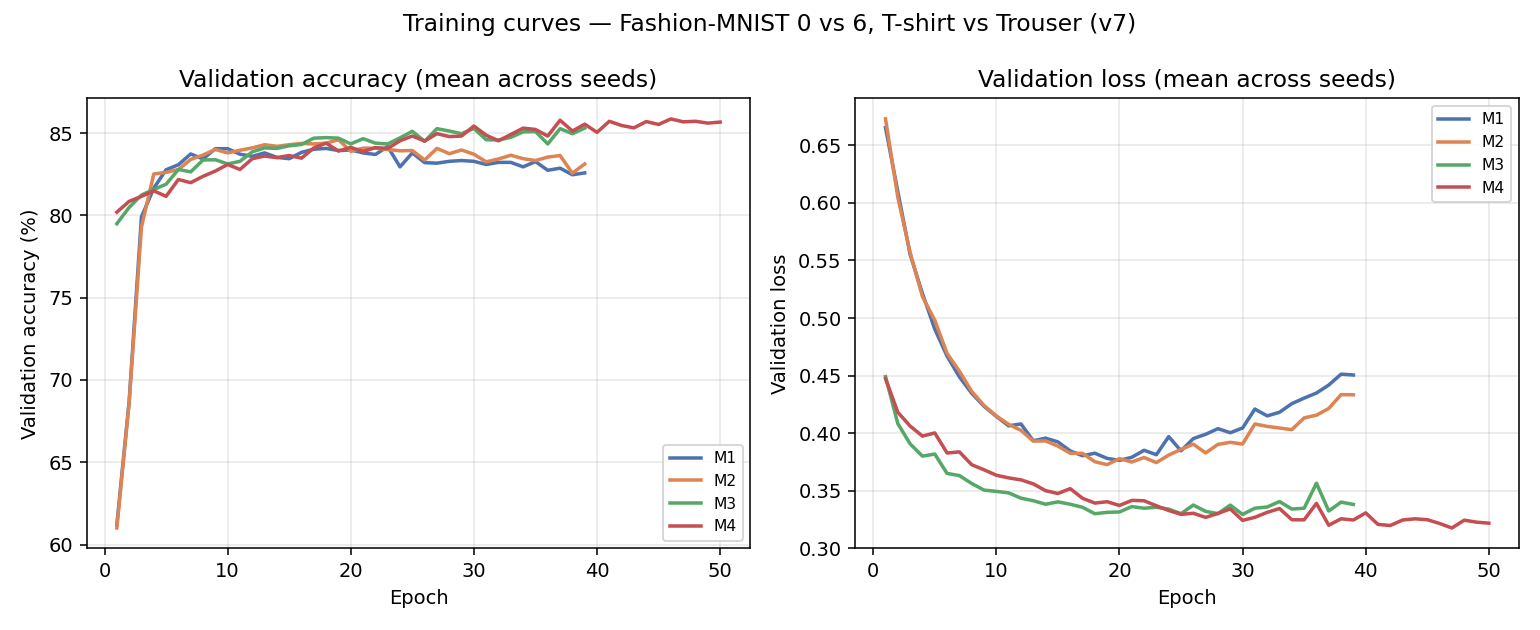 Training curves — Fashion-MNIST 0 vs 6, T-shirt vs Trouser (v7)
Validation accuracy (mean across seeds)
Validation accuracy (%)
85
80
75
70
65
60
0 10 20 30 40 50
Epoch
M1
M2
M3
M4
Validation loss (mean across seeds)
Validation loss
0.65
0.60
0.55
0.50
0.45
0.40
0.35
0.30
0 10 20 30 40 50
Epoch
M1
M2
M3
M4